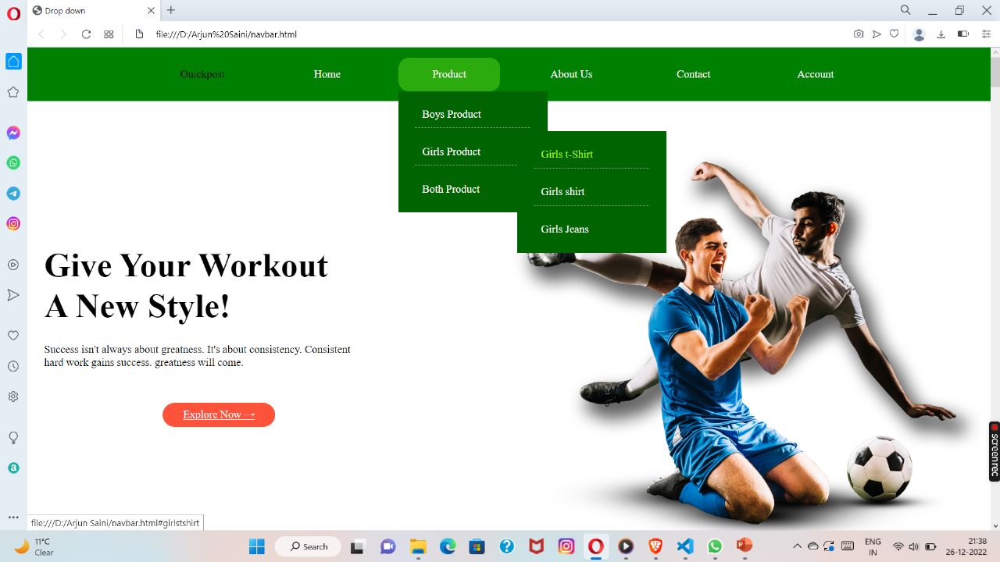 Drop down
file:///D:/Arjun%20Saini/navbar.html
Quickpost
Home
Product
About Us
Contact
Account
Boys Product
Girls Product
Both Product
Girls t-Shirt
Girls shirt
Girls Jeans
Give Your Workout
A New Style!
Success isn't always about greatness. It's about consistency. Consistent
hard work gains success. greatness will come.
Explore Now →
screenrec
file:///D:/Arjun Saini/navbar.html#girlstshirt
11°C
Clear
Search
ENG
IN
21:38
26-12-2022